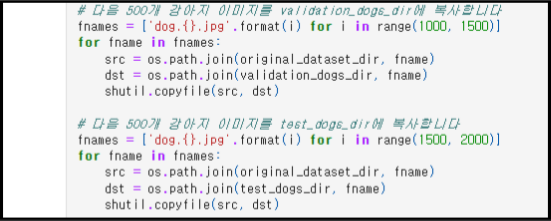 # 다음 500개 강아지 이미지를 validation_dogs_dir에 복사합니다
fnames = ['dog.{}.jpg'.format(i) for i in range(1000, 1500)]
for fname in fnames:
    src = os.path.join(original_dataset_dir, fname)
    dst = os.path.join(validation_dogs_dir, fname)
    shutil.copyfile(src, dst)

# 다음 500개 강아지 이미지를 test_dogs_dir에 복사합니다
fnames = ['dog.{}.jpg'.format(i) for i in range(1500, 2000)]
for fname in fnames:
    src = os.path.join(original_dataset_dir, fname)
    dst = os.path.join(test_dogs_dir, fname)
    shutil.copyfile(src, dst)